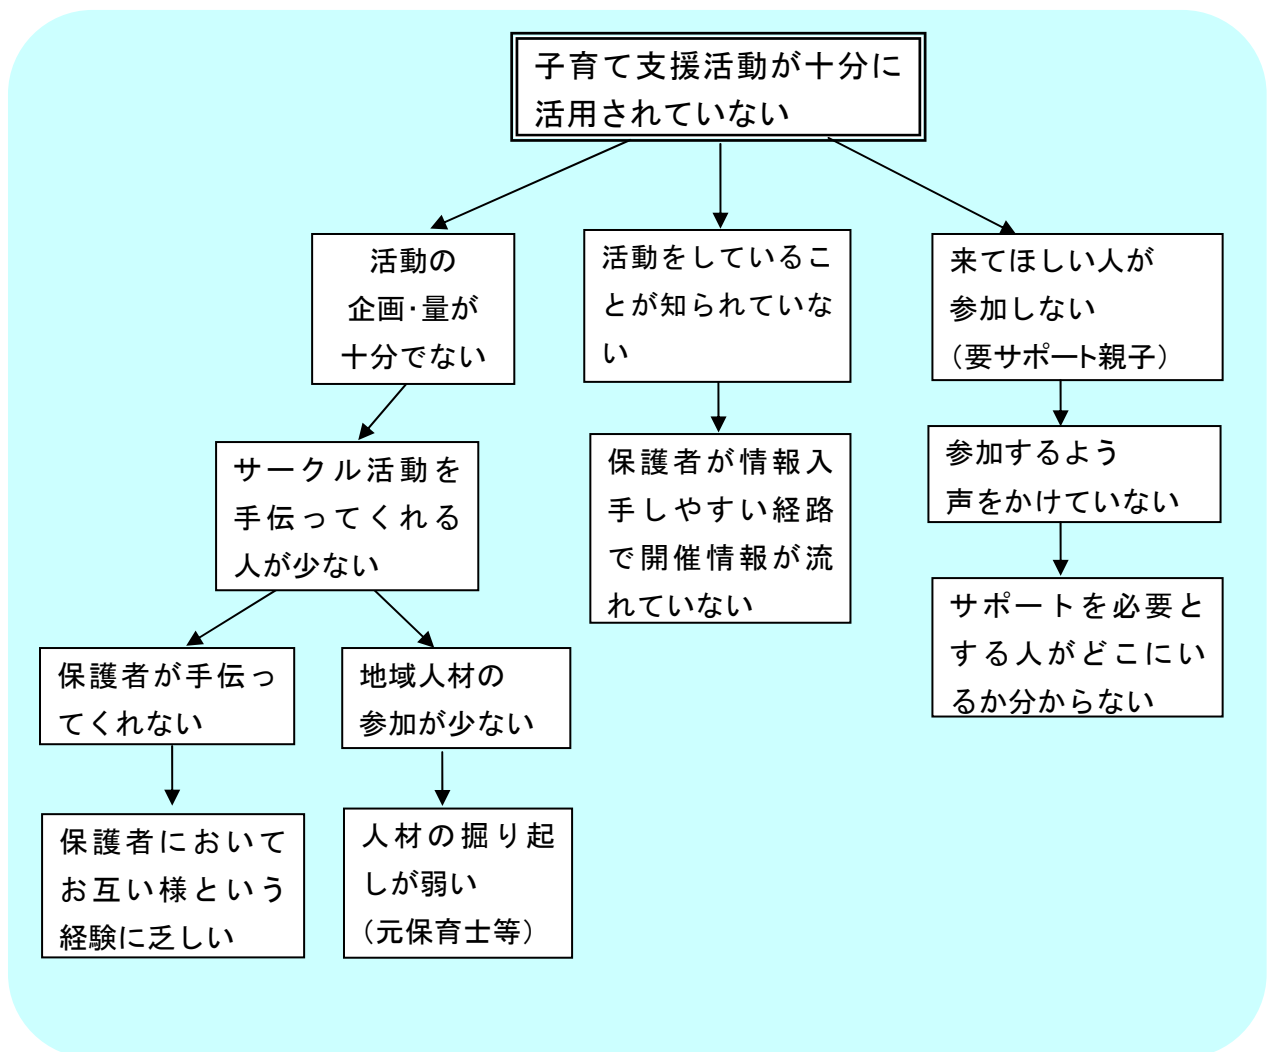 子育て支援活動が十分に
活用されていない
活動の
企画･量が
十分でない
活動をしているこ
とが知られていな
い
来てほしい人が
参加しない
（要サポート親子）
サークル活動を
手伝ってくれる
人が少ない
保護者が情報入
手しやすい経路
で開催情報が流
れていない
参加するよう
声をかけていない
サポートを必要と
する人がどこにい
るか分からない
保護者が手伝っ
てくれない
地域人材の
参加が少ない
保護者において
お互い様という
経験に乏しい
人材の掘り起
しが弱い
（元保育士等）